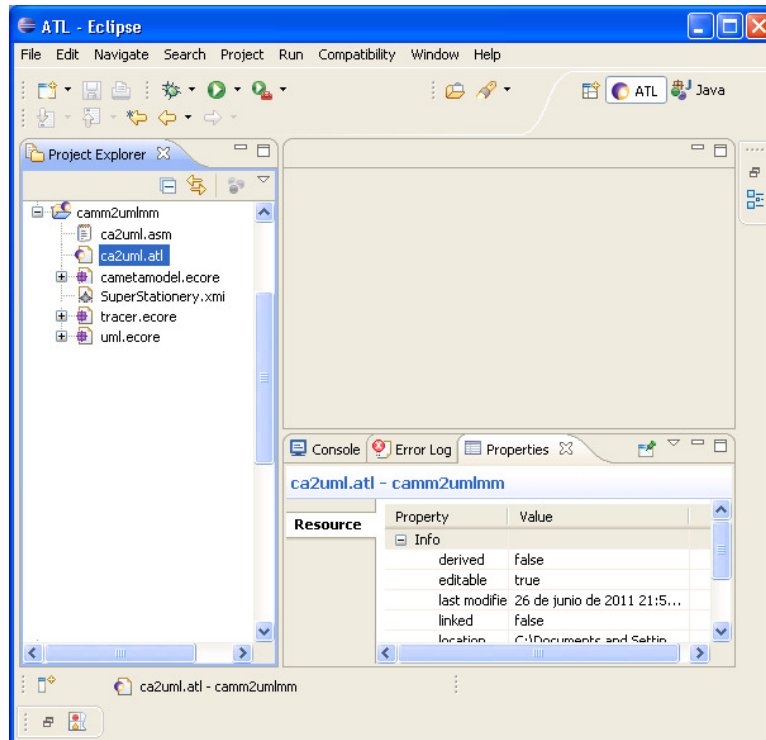 ATL - Eclipse
File Edit Navigate Search Project Run Compatibility Window Help
ATL Java
Project Explorer
camm2umlmm
ca2uml.asm
ca2uml.atl
cametamodel.ecore
SuperStationery.xmi
tracer.ecore
uml.ecore
Console Error Log Properties
ca2uml.atl - camm2umlmm
Resource
Property Value
Info
derived false
editable true
last modifie 26 de junio de 2011 21:5...
linked false
location C:\Documents and Settin
ca2uml.atl - camm2umlmm